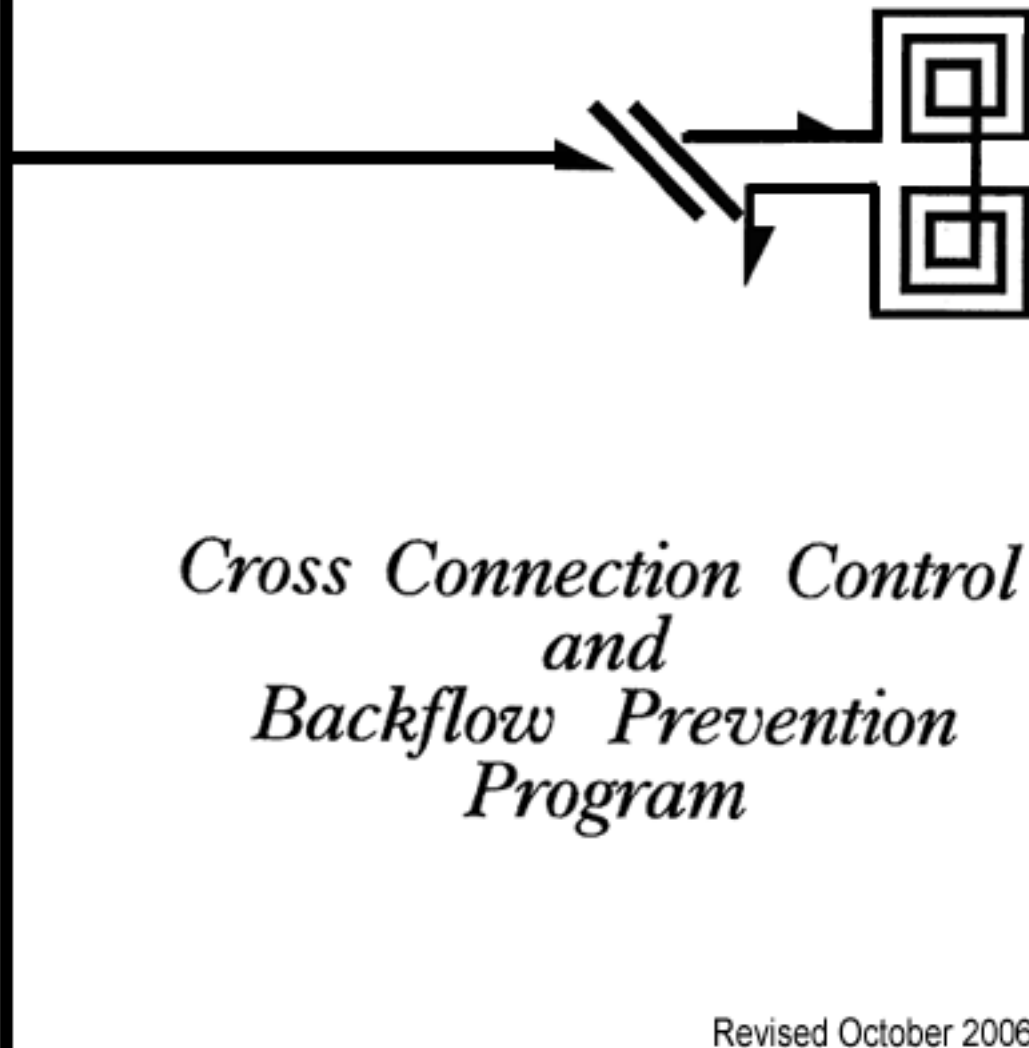 Cross Connection Control
and
Backflow Prevention
Program
Revised October 2006